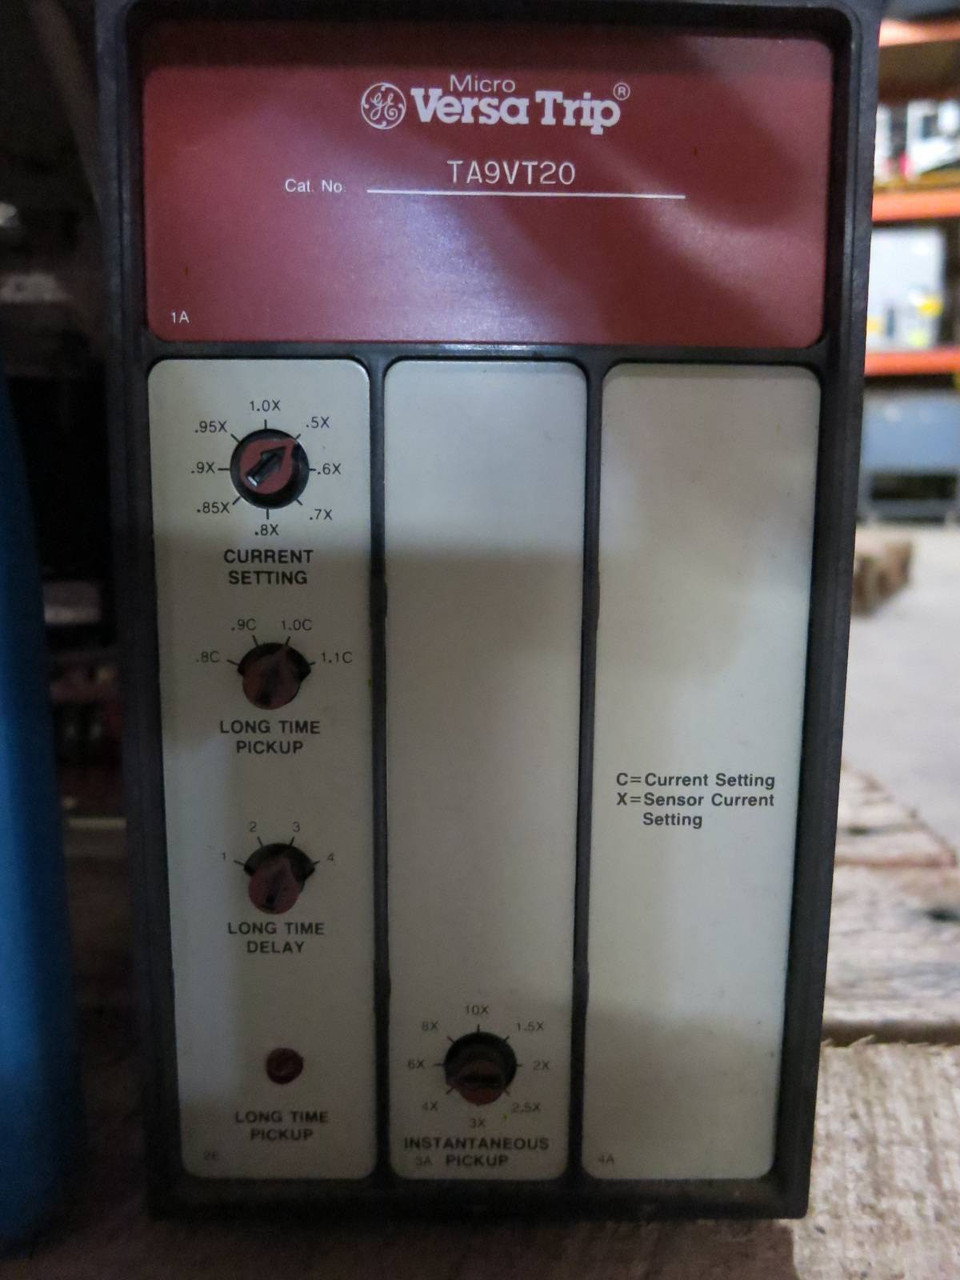 Micro
GE Versa Trip®
Cat. No. TA9VT20
1A
1.0X
.95X .5X
.9X .6X
.85X .7X
.8X
CURRENT
SETTING
.9C 1.0C
.8C 1.1C
LONG TIME
PICKUP
2 3
1 4
LONG TIME
DELAY
LONG TIME
PICKUP
2E
10X
8X 1.5X
6X 2X
4X 2.5X
3X
INSTANTANEOUS
3A PICKUP
C=Current Setting
X=Sensor Current
Setting
4A